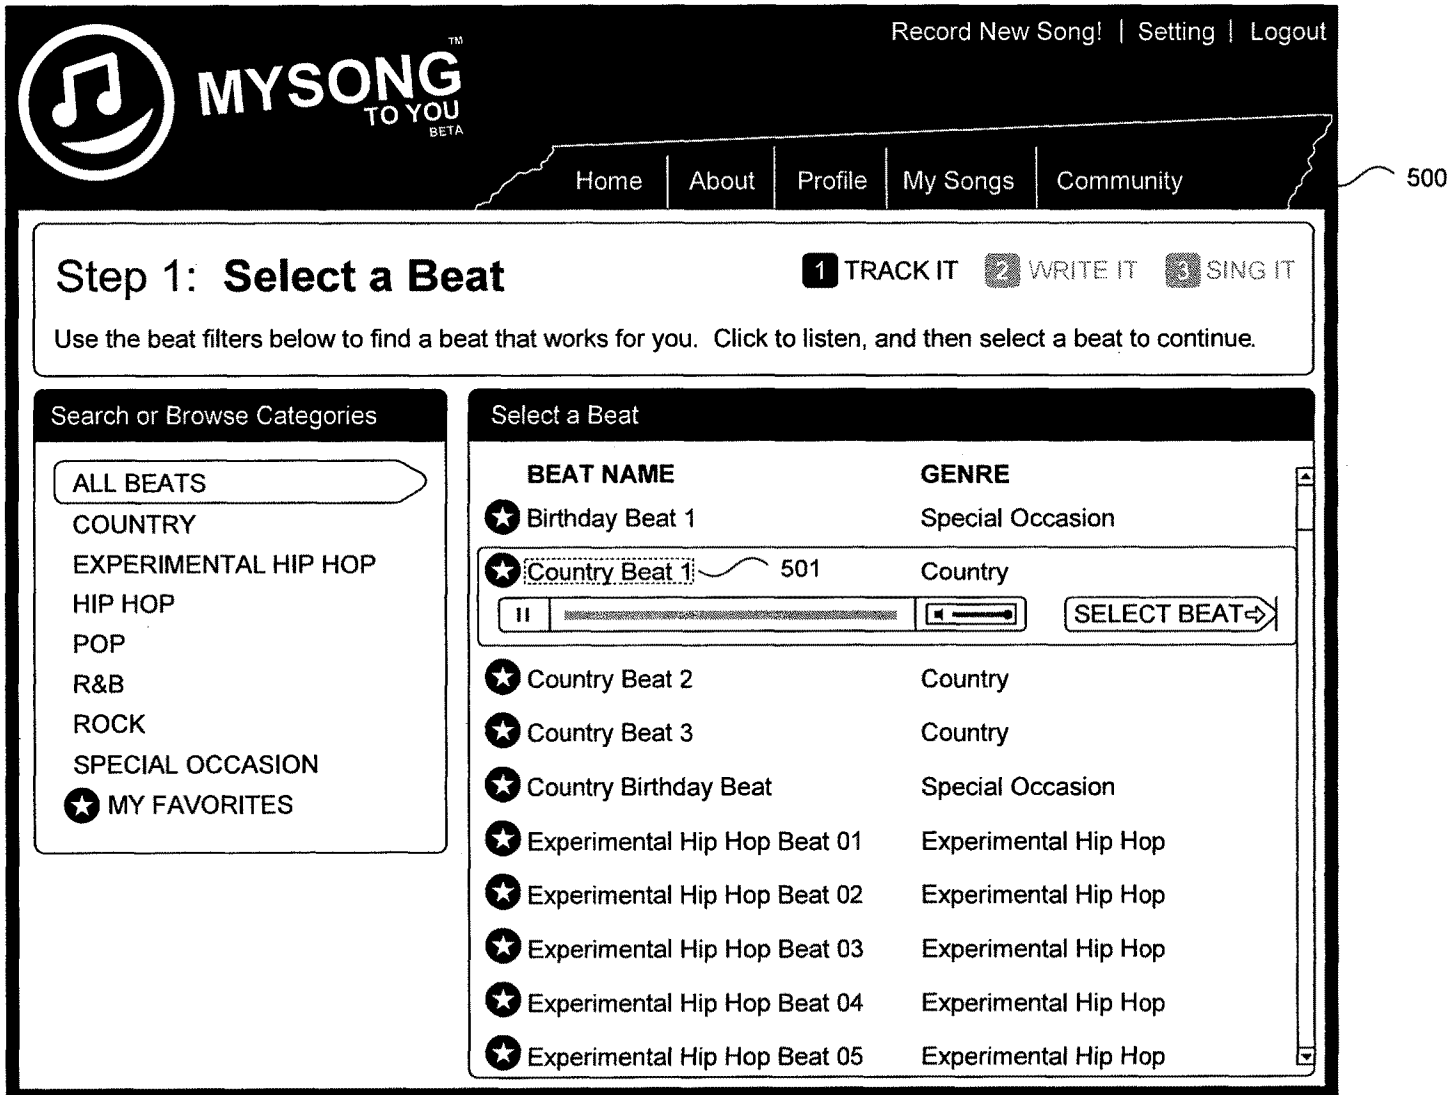 Record New Song! | Setting | Logout
MYSONG™
TO YOU
BETA
Home About Profile My Songs Community
500
Step 1: Select a Beat
1 TRACK IT 2 WRITE IT 3 SING IT
Use the beat filters below to find a beat that works for you. Click to listen, and then select a beat to continue.
Search or Browse Categories
ALL BEATS
COUNTRY
EXPERIMENTAL HIP HOP
HIP HOP
POP
R&B
ROCK
SPECIAL OCCASION
MY FAVORITES
Select a Beat
BEAT NAME GENRE
Birthday Beat 1 Special Occasion
Country Beat 1 501 Country
SELECT BEAT
Country Beat 2 Country
Country Beat 3 Country
Country Birthday Beat Special Occasion
Experimental Hip Hop Beat 01 Experimental Hip Hop
Experimental Hip Hop Beat 02 Experimental Hip Hop
Experimental Hip Hop Beat 03 Experimental Hip Hop
Experimental Hip Hop Beat 04 Experimental Hip Hop
Experimental Hip Hop Beat 05 Experimental Hip Hop